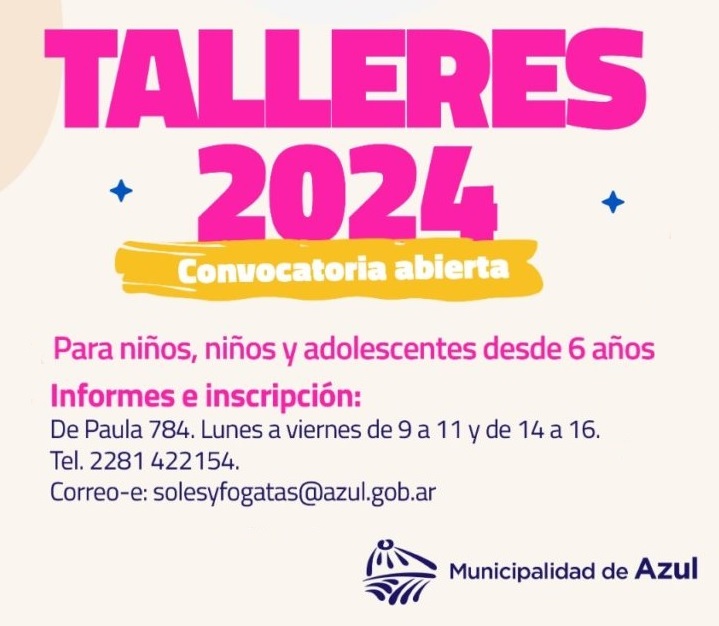 TALLERES
2024
Convocatoria abierta
Para niños, niños y adolescentes desde 6 años
Informes e inscripción:
De Paula 784. Lunes a viernes de 9 a 11 y de 14 a 16.
Tel. 2281 422154.
Correo-e: solesyfogatas@azul.gob.ar
Municipalidad de Azul